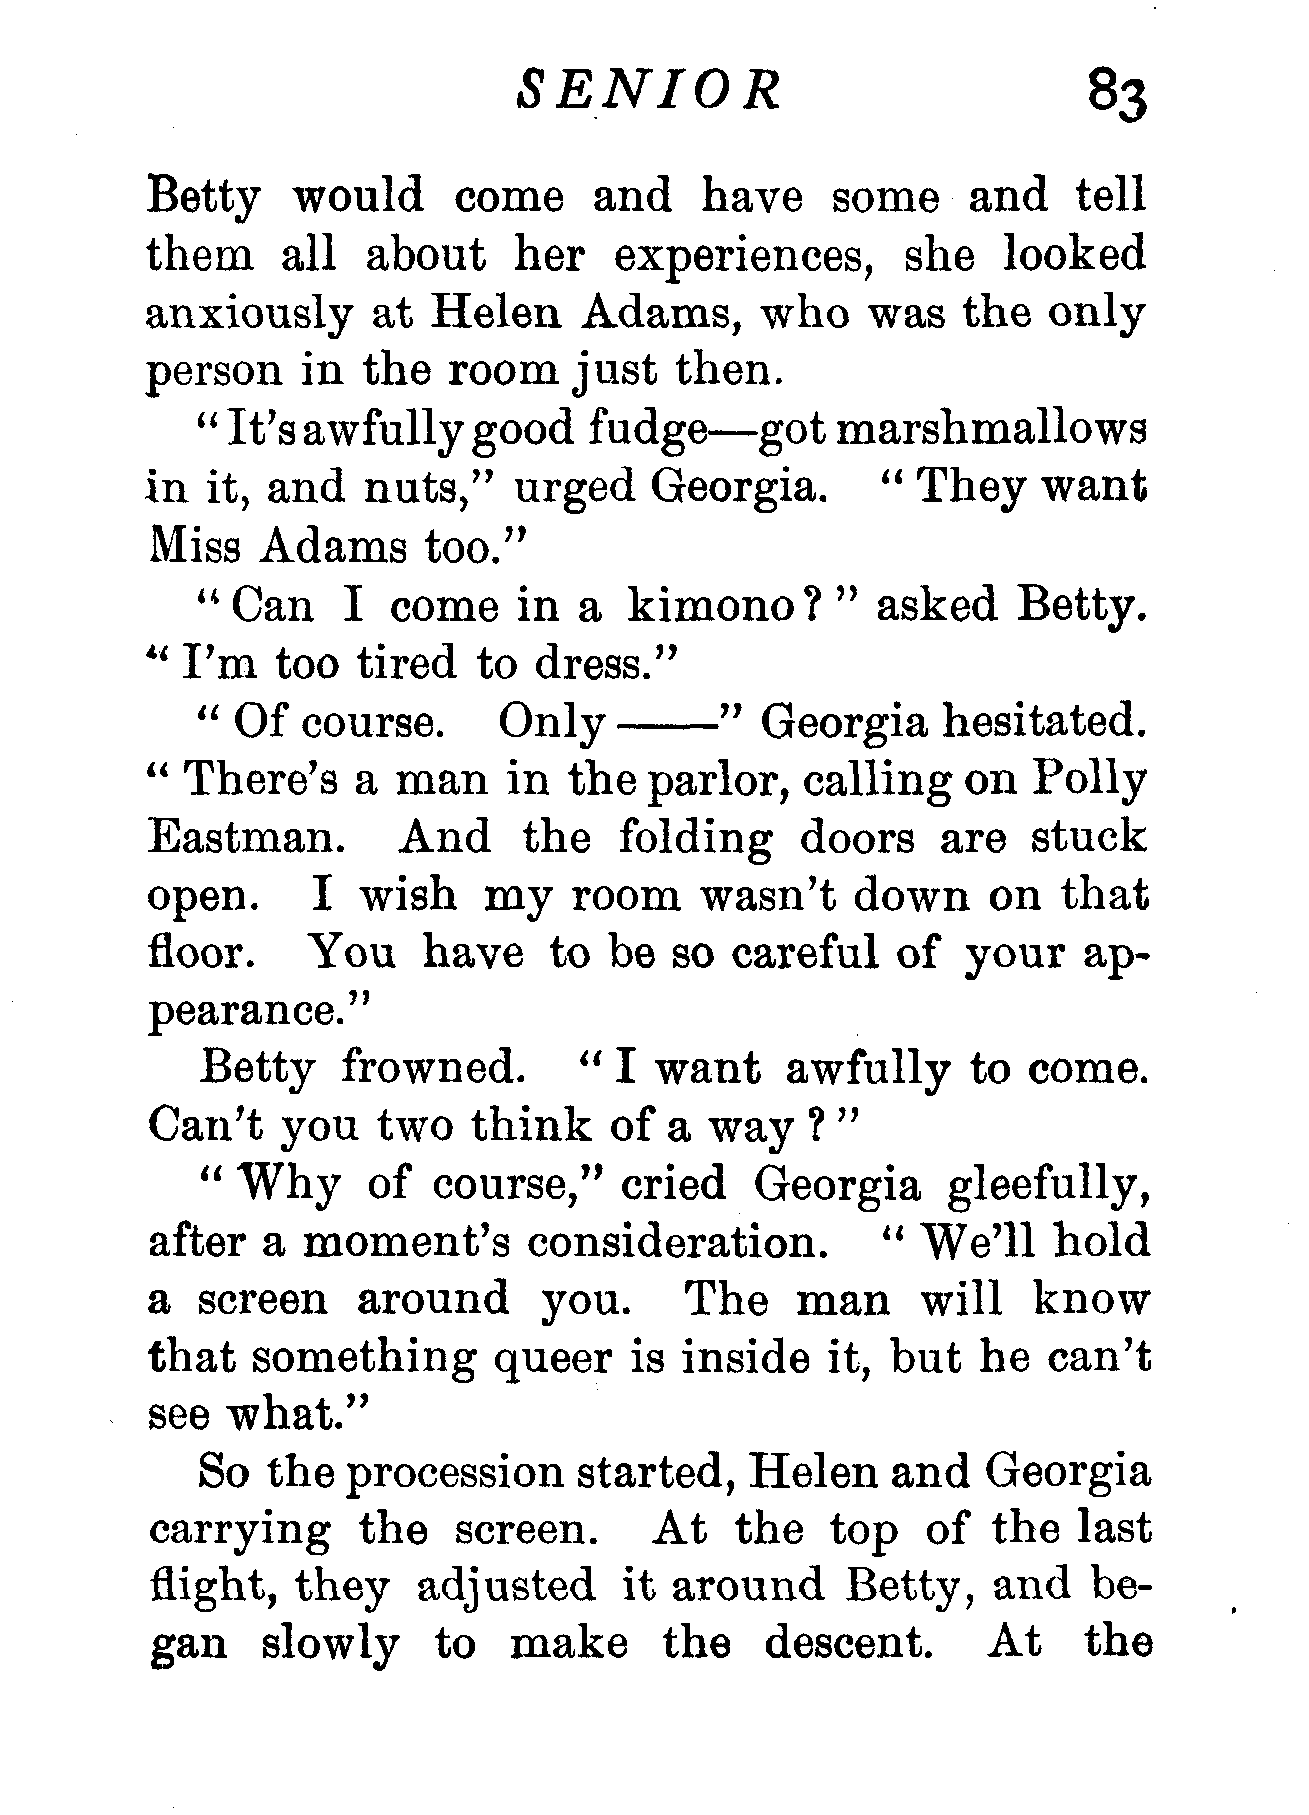 SENIOR 83
Betty would come and have some and tell
them all about her experiences, she looked
anxiously at Helen Adams, who was the only
person in the room just then.
"It's awfully good fudge—got marshmallows
in it, and nuts," urged Georgia. "They want
Miss Adams too."
"Can I come in a kimono?" asked Betty.
"I'm too tired to dress."
"Of course. Only ——" Georgia hesitated.
"There's a man in the parlor, calling on Polly
Eastman. And the folding doors are stuck
open. I wish my room wasn't down on that
floor. You have to be so careful of your ap-
pearance."
Betty frowned. "I want awfully to come.
Can't you two think of a way?"
"Why of course," cried Georgia gleefully,
after a moment's consideration. "We'll hold
a screen around you. The man will know
that something queer is inside it, but he can't
see what."
So the procession started, Helen and Georgia
carrying the screen. At the top of the last
flight, they adjusted it around Betty, and be-
gan slowly to make the descent. At the